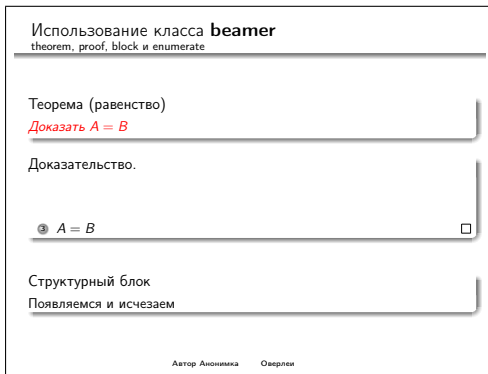 Использование класса beamer
theorem, proof, block и enumerate
Теорема (равенство)
Доказать A = B
Доказательство.
3 A = B □
Структурный блок
Появляемся и исчезаем
Автор Анонимка Оверлеи